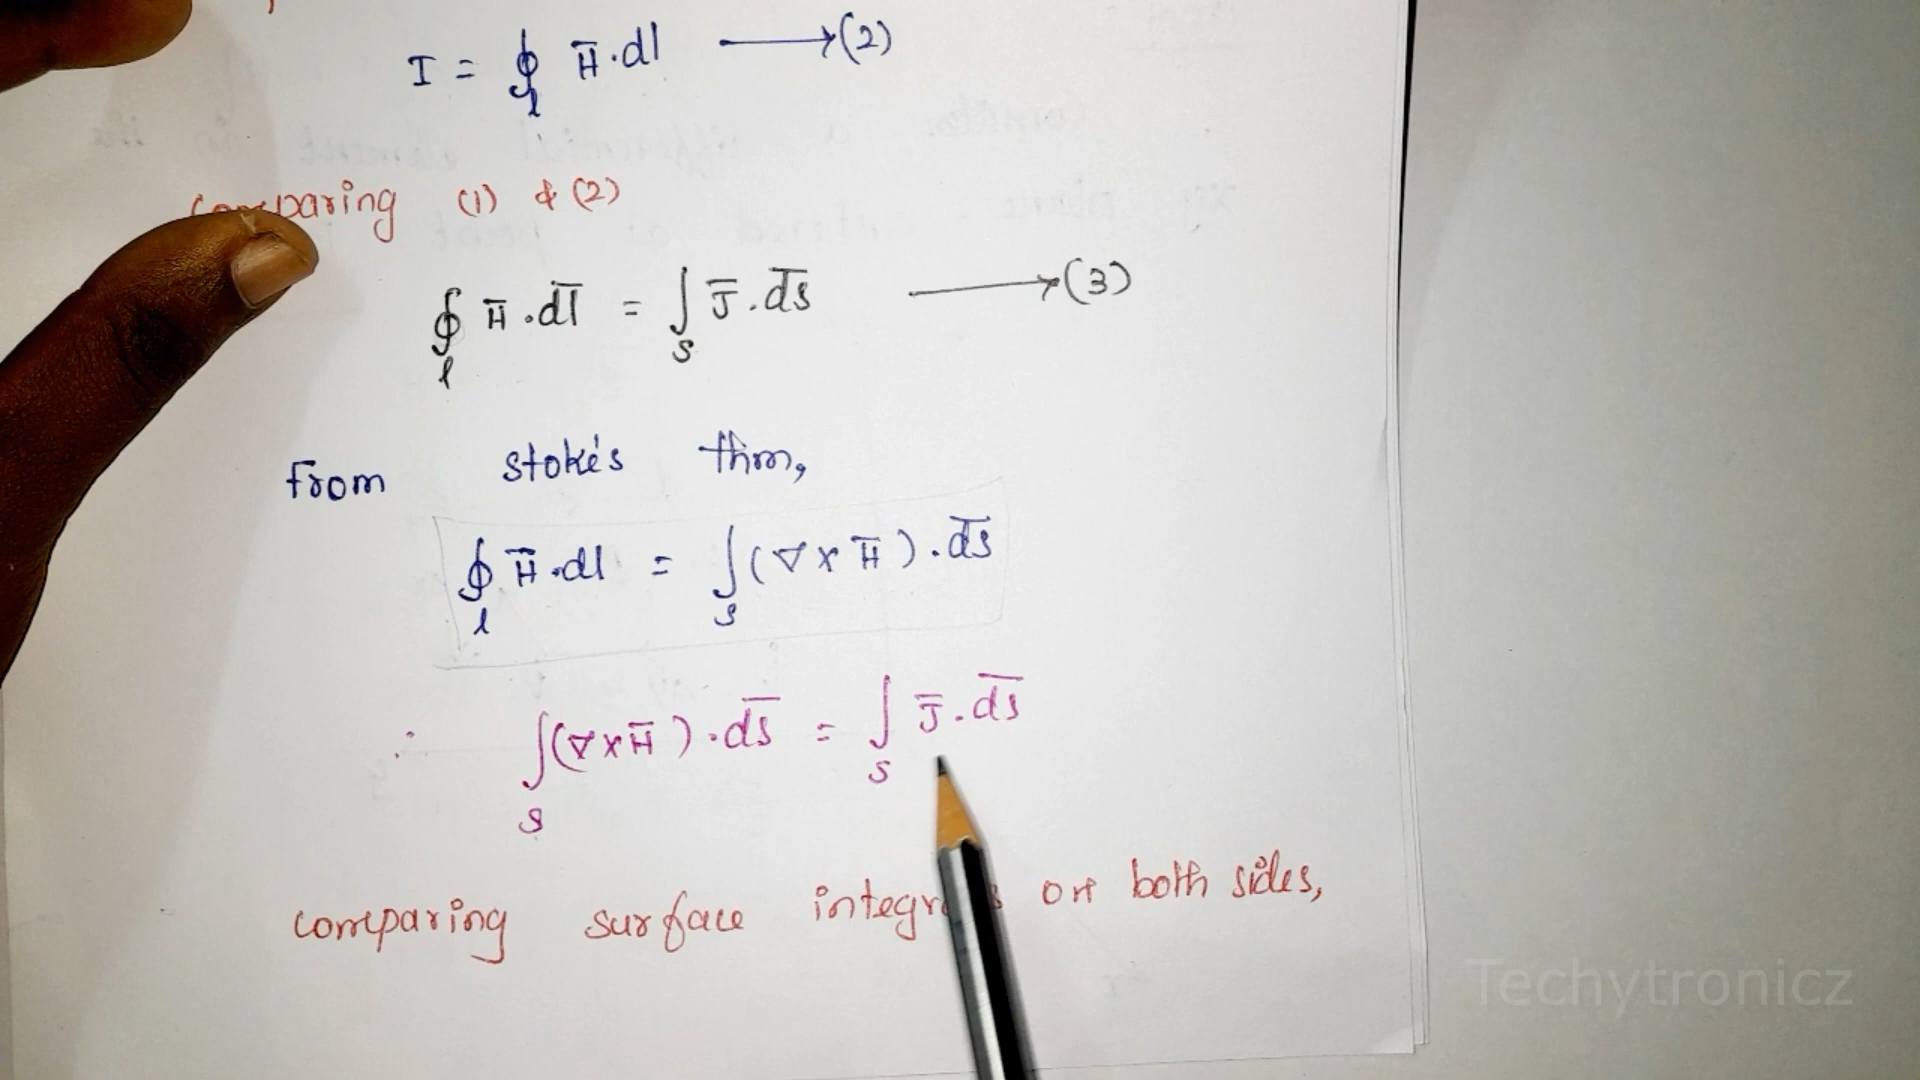 I = ∮ₗ H̅.dl ⟶(2)
comparing (1) & (2)
∮ₗ H̅.dl̅ = ∫ₛ J̅.ds̅ ⟶(3)
from stoke's thm,
∮ₗ H̅.dl = ∫ₛ(∇×H̅).ds̅
∴ ∫ₛ(∇×H̅).ds̅ = ∫ₛ J̅.ds̅
comparing surface on both sides,
Techytronicz